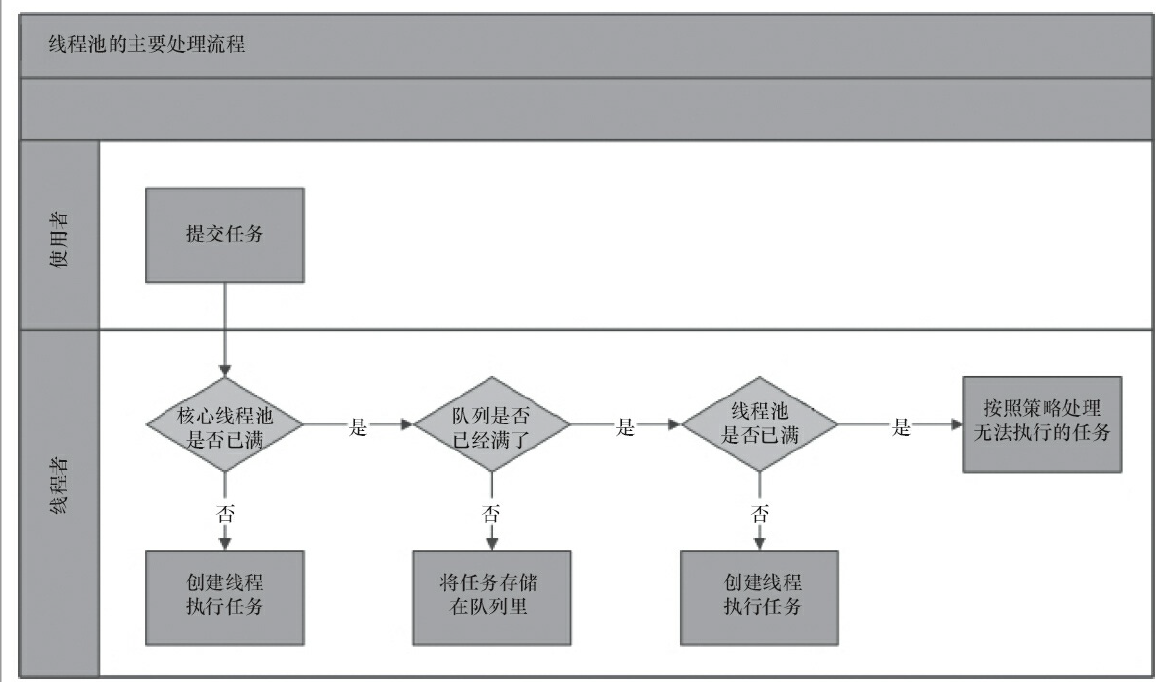 线程池的主要处理流程
使用者
提交任务
线程者
核心线程池
是否已满
是
队列是否
已经满了
是
线程池
是否已满
是
按照策略处理
无法执行的任务
否
否
否
创建线程
执行任务
将任务存储
在队列里
创建线程
执行任务